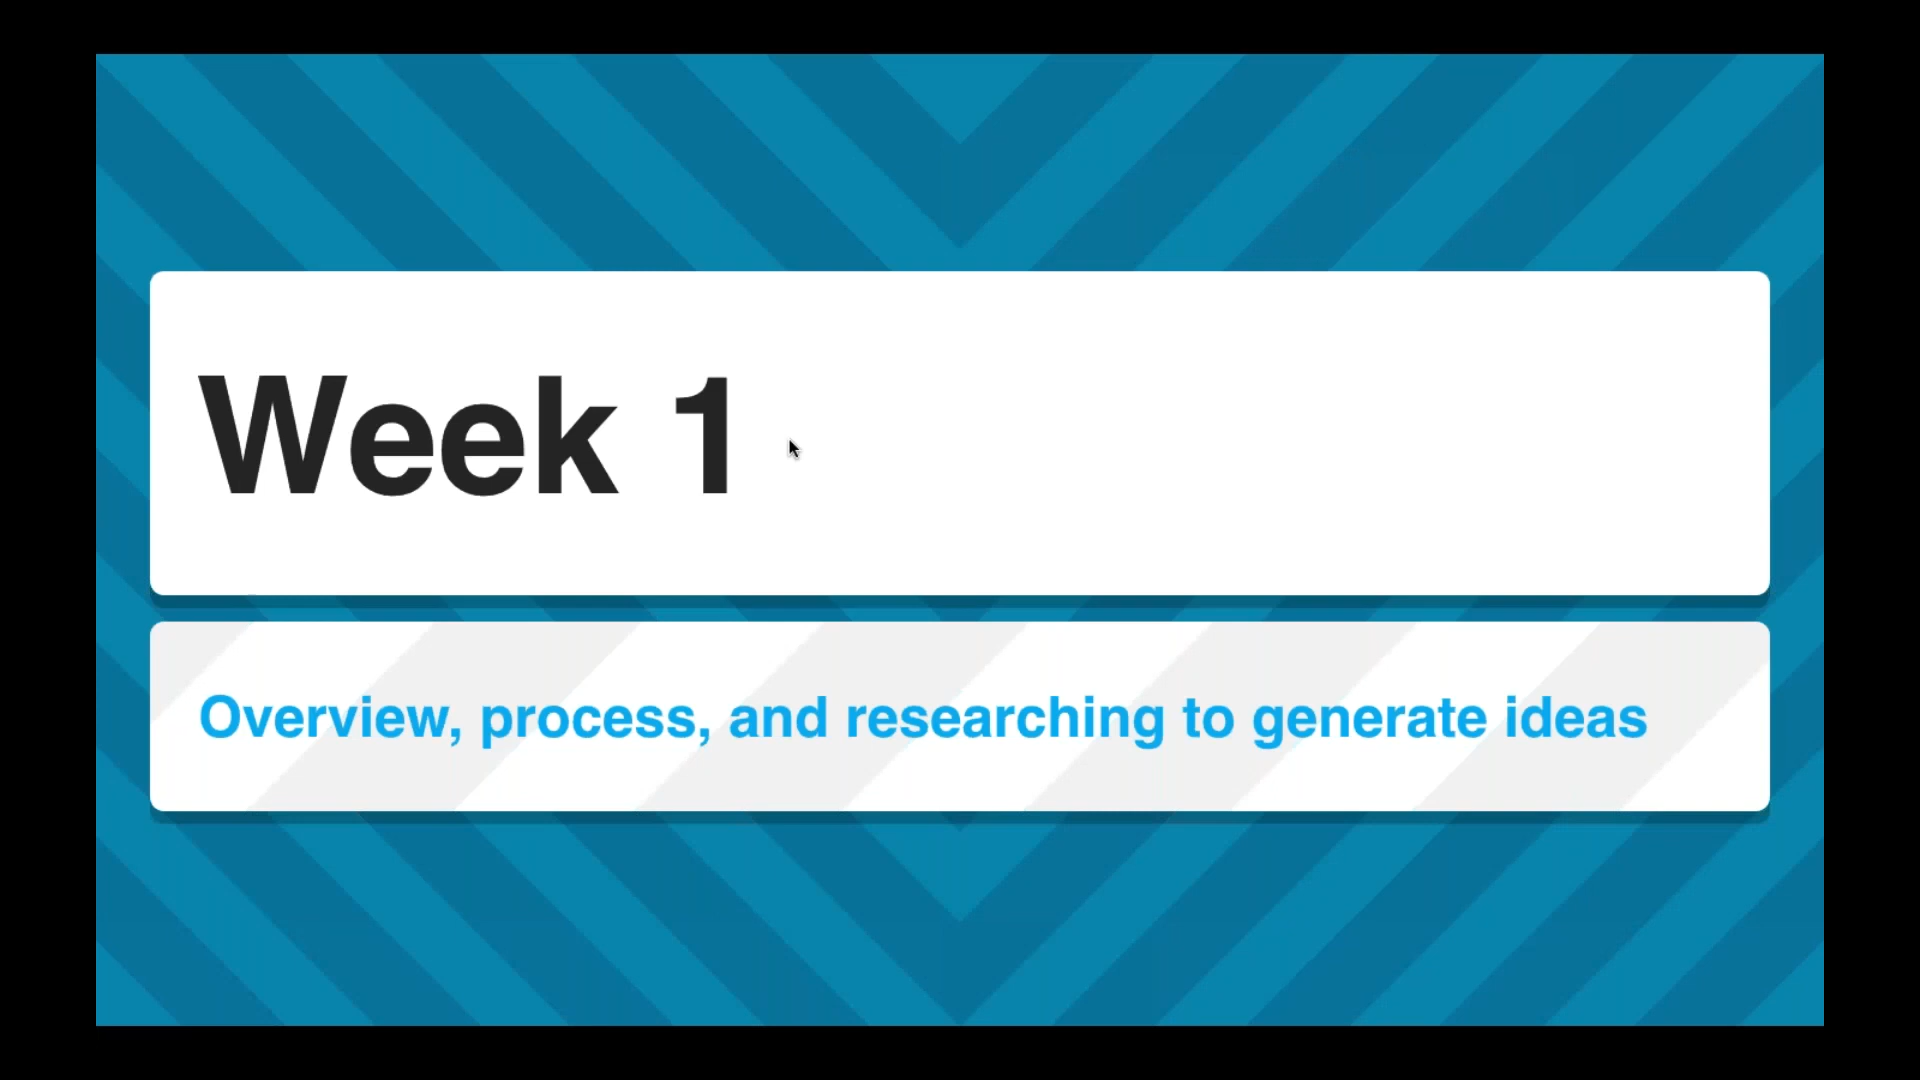 Week 1
Overview, process, and researching to generate ideas